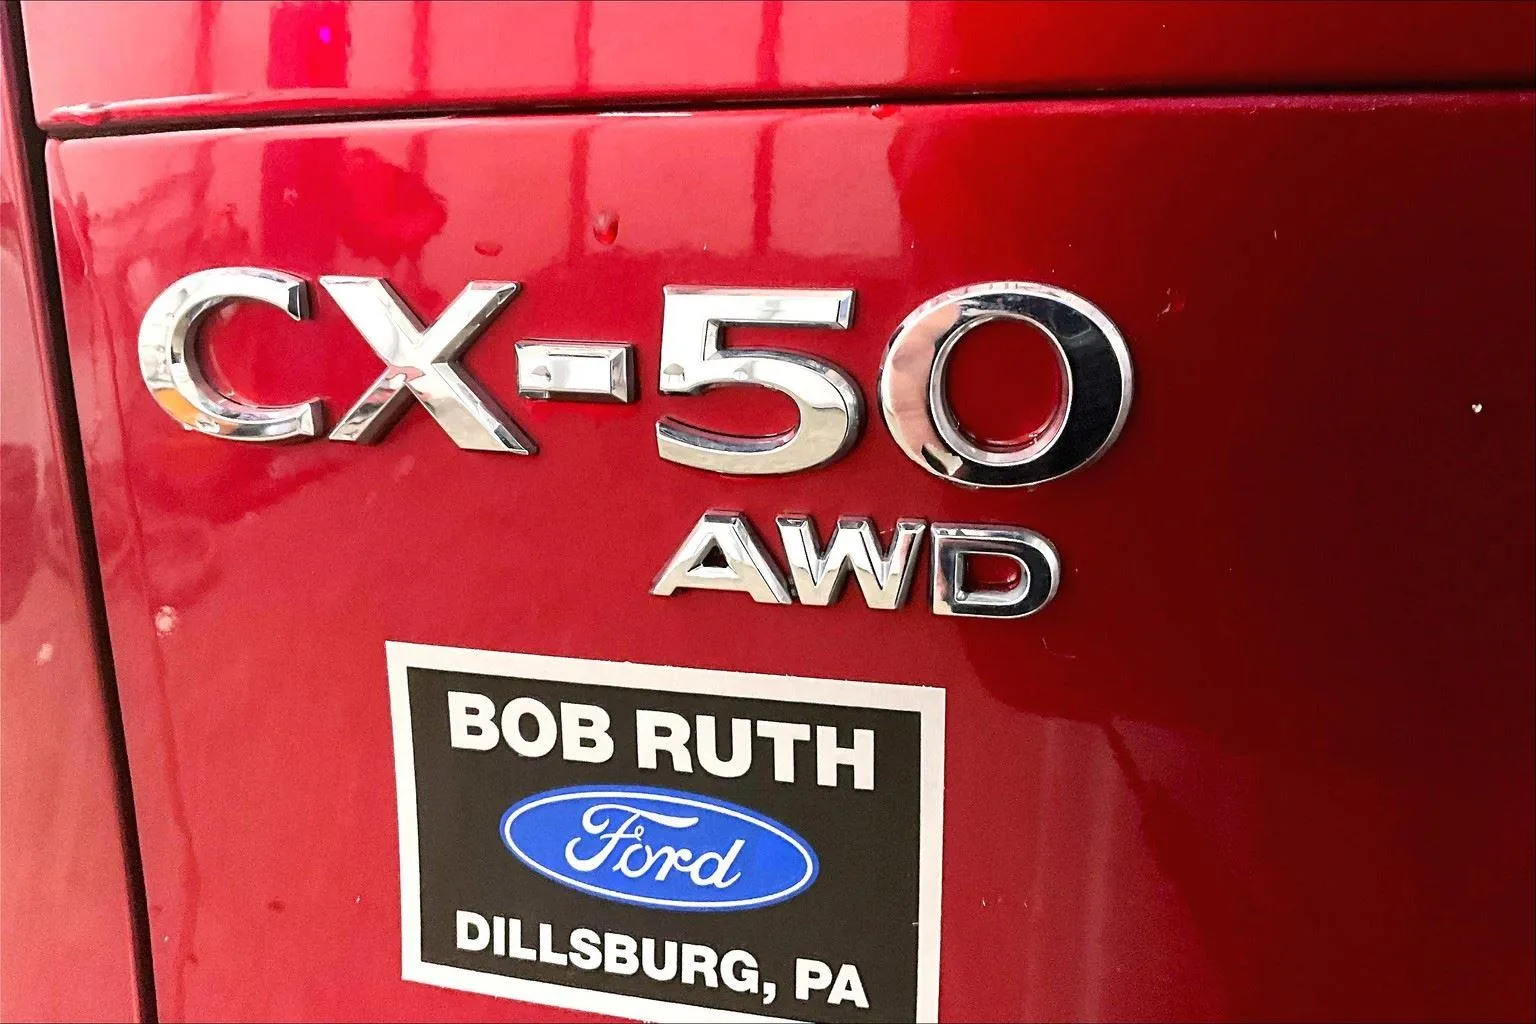 CX-50
AWD
BOB RUTH
Ford
DILLSBURG, PA